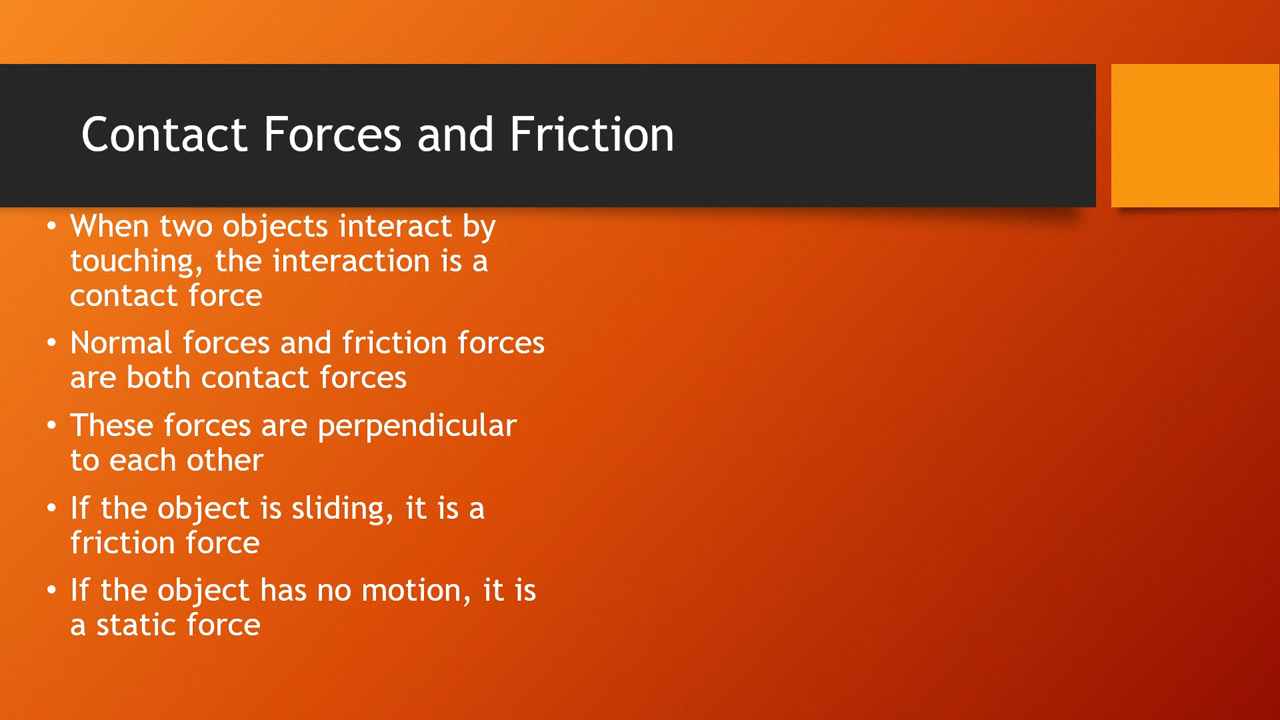 Contact Forces and Friction
• When two objects interact by
touching, the interaction is a
contact force
• Normal forces and friction forces
are both contact forces
• These forces are perpendicular
to each other
• If the object is sliding, it is a
friction force
• If the object has no motion, it is
a static force